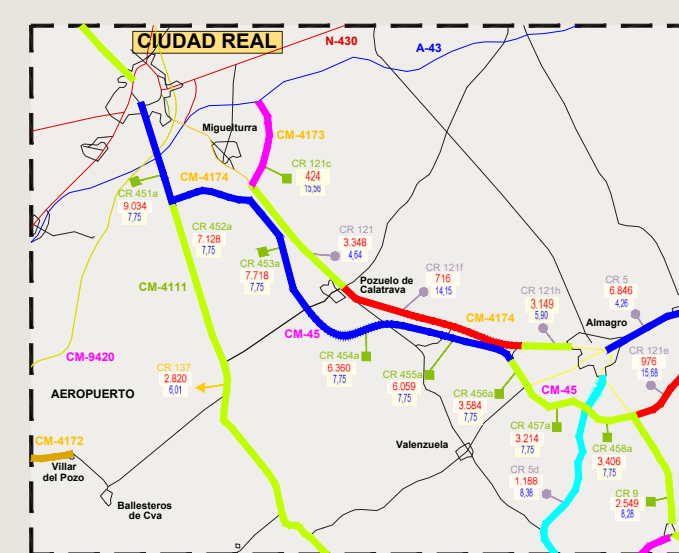 CIUDAD REAL
N-430
A-43
Miguelturra
CM-4173
CR 121c
424
15,56
CM-4174
CR 451a
9.034
7,75
CR 452a
7.128
7,75
CR 453a
7.718
7,75
CR 121
3.348
4,64
CM-4111
Pozuelo de
Calatrava
CR 121f
716
14,15
CR 121h
3.149
5,90
CR 5
6.846
4,26
CM-4174
Almagro
CM-45
CM-9420
CR 454a
6.360
7,75
CR 137
2.820
6,01
CR 455a
6.059
7,75
CR 121e
976
15,68
AEROPUERTO
CR 456a
3.584
7,75
CM-45
CR 457a
3.214
7,75
CM-4172
Villar
del Pozo
Valenzuela
CR 458a
3.406
7,75
CR 5d
1.188
8,38
CR 9
2.549
8,28
Ballesteros
de Cva